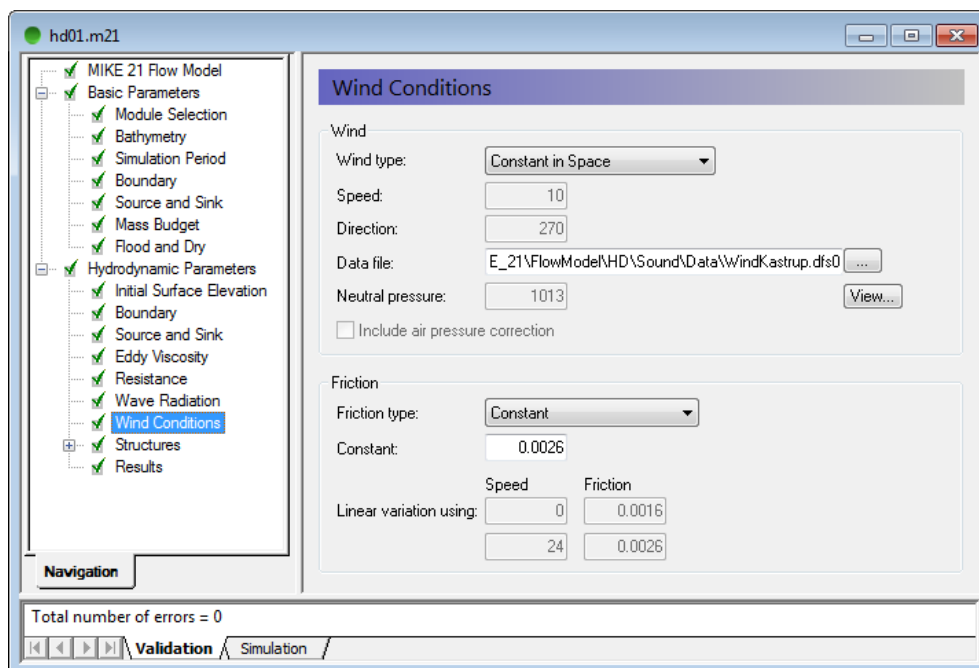 hd01.m21
MIKE 21 Flow Model
Basic Parameters
Module Selection
Bathymetry
Simulation Period
Boundary
Source and Sink
Mass Budget
Flood and Dry
Hydrodynamic Parameters
Initial Surface Elevation
Boundary
Source and Sink
Eddy Viscosity
Resistance
Wave Radiation
Wind Conditions
Structures
Results
Navigation
Wind Conditions
Wind
Wind type: Constant in Space
Speed: 10
Direction: 270
Data file: E_21\FlowModel\HD\Sound\Data\WindKastrup.dfs0 ...
Neutral pressure: 1013 View...
Include air pressure correction
Friction
Friction type: Constant
Constant: 0.0026
Speed Friction
Linear variation using: 0 0.0016
24 0.0026
Total number of errors = 0
Validation Simulation